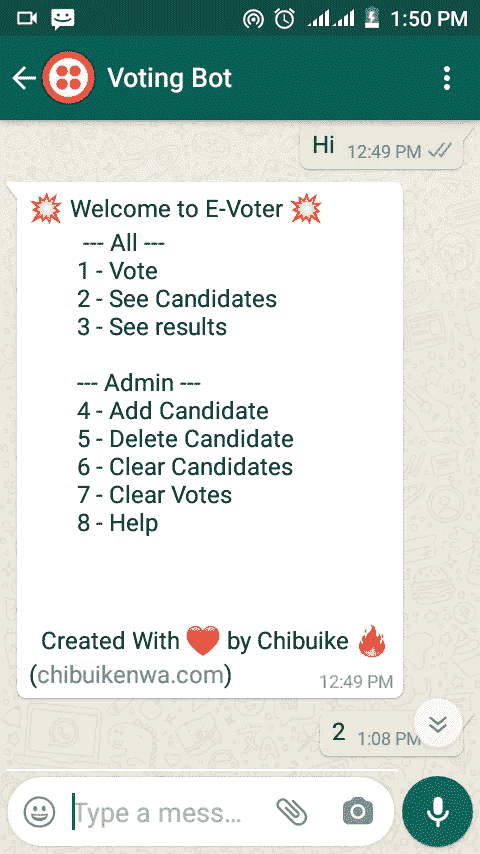 1:50 PM
Voting Bot
Hi 12:49 PM
💥 Welcome to E-Voter 💥
--- All ---
1 - Vote
2 - See Candidates
3 - See results
--- Admin ---
4 - Add Candidate
5 - Delete Candidate
6 - Clear Candidates
7 - Clear Votes
8 - Help
Created With ❤️ by Chibuike 🔥
(chibuikenwa.com) 12:49 PM
2 1:08 PM
Type a mess...